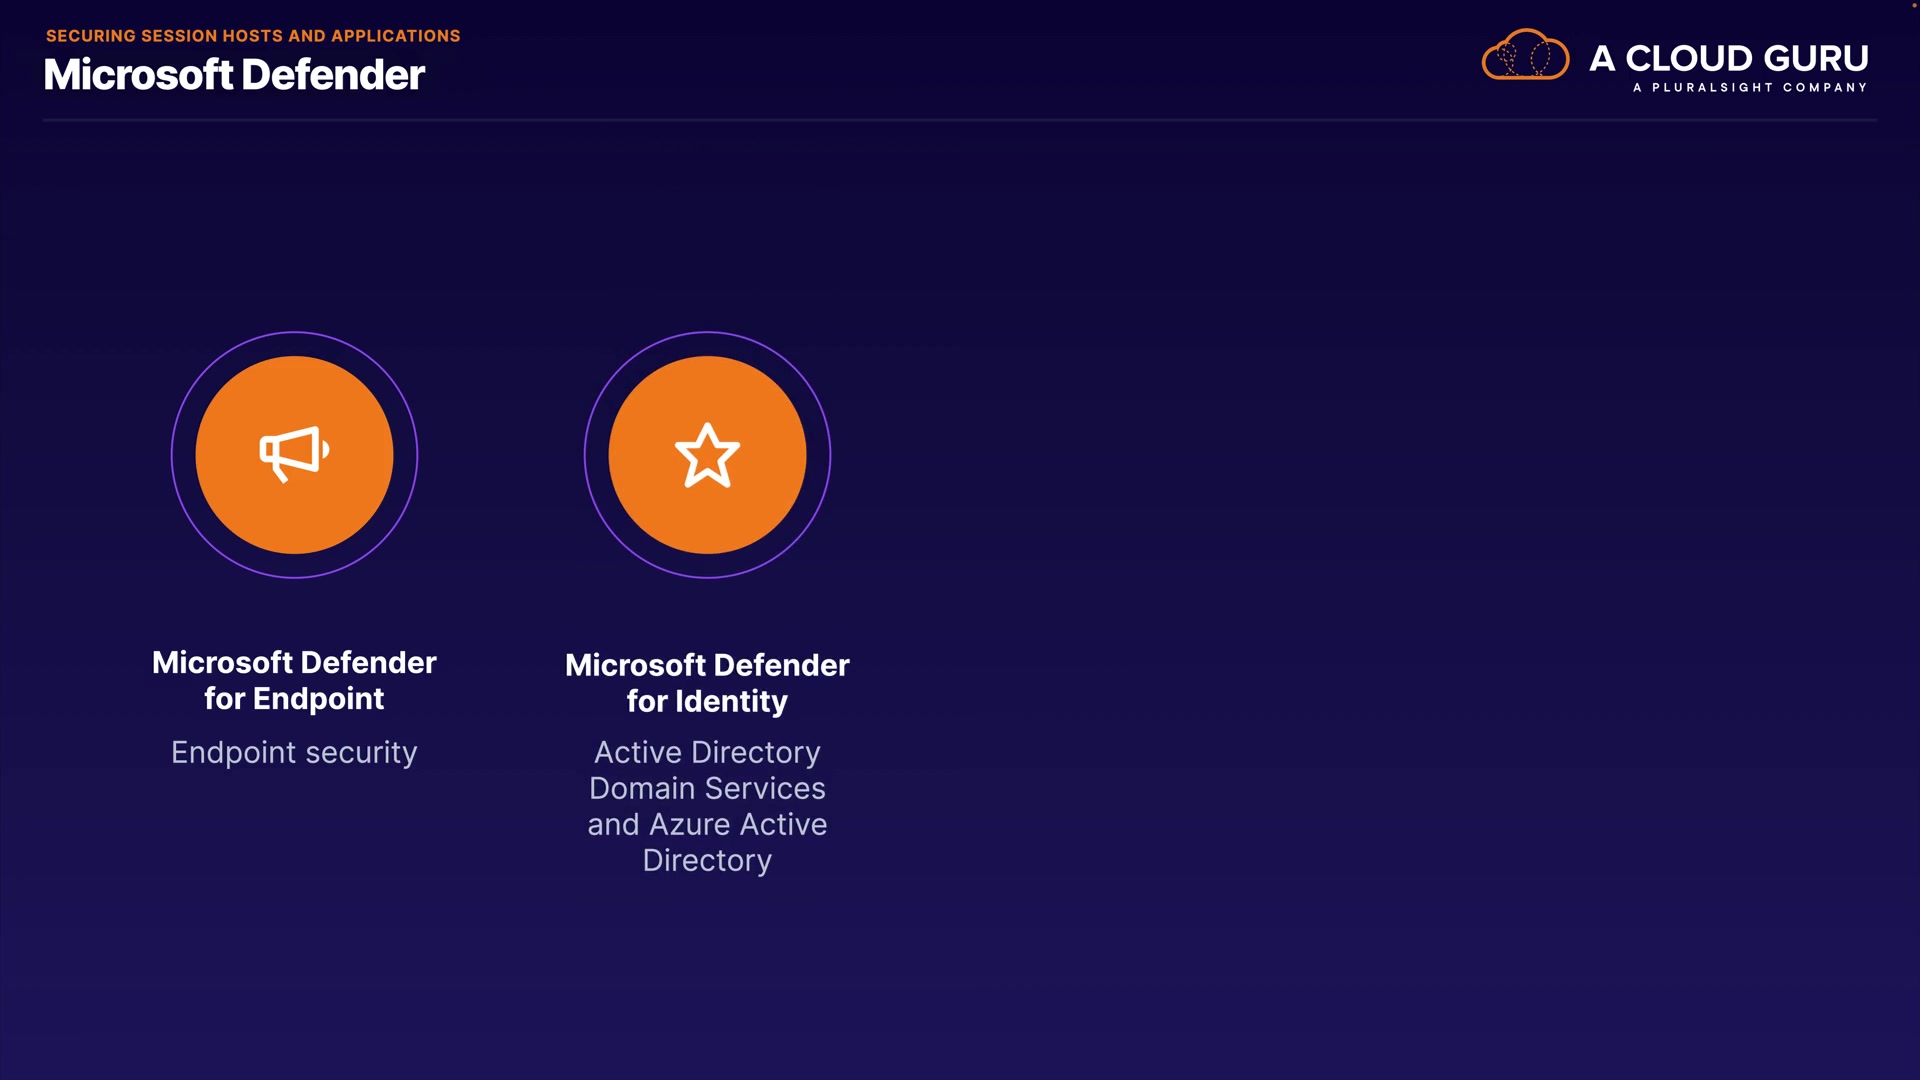 SECURING SESSION HOSTS AND APPLICATIONS
Microsoft Defender
A CLOUD GURU
A PLURALSIGHT COMPANY
Microsoft Defender
for Endpoint
Endpoint security
Microsoft Defender
for Identity
Active Directory
Domain Services
and Azure Active
Directory